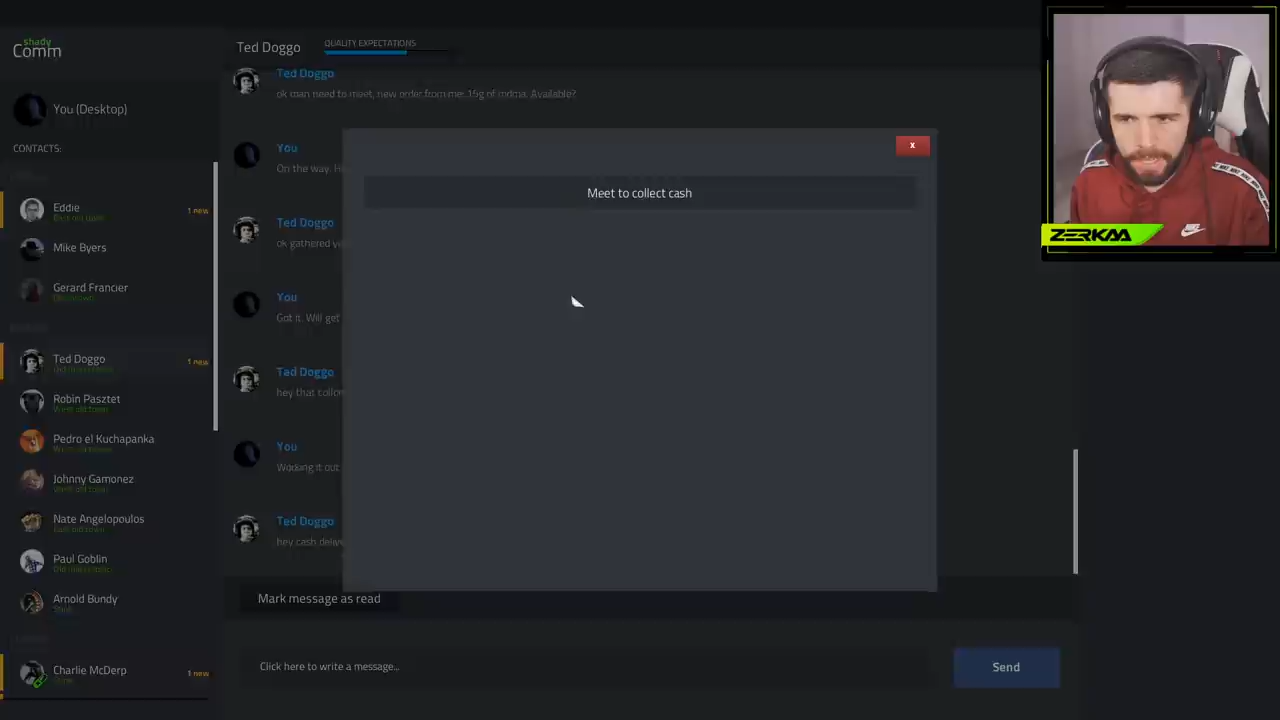 shady
Comm
Ted Doggo
QUALITY EXPECTATIONS
You (Desktop)
CONTACTS:
Eddie
1 new
Mike Byers
Gerard Francier
Ted Doggo
1 new
Robin Pasztet
Pedro el Kuchapanka
Johnny Gamonez
Nate Angelopoulos
Paul Goblin
Arnold Bundy
Charlie McDerp
1 new
Ted Doggo
ok man need to meet, new order from me: 15g of mdma. Available?
You
On the way.
Ted Doggo
ok gathered
You
Got it. Will get
Ted Doggo
hey that
You
Working it out
Ted Doggo
hey cash
x
Meet to collect cash
Mark message as read
Click here to write a message...
Send
ZERKAA